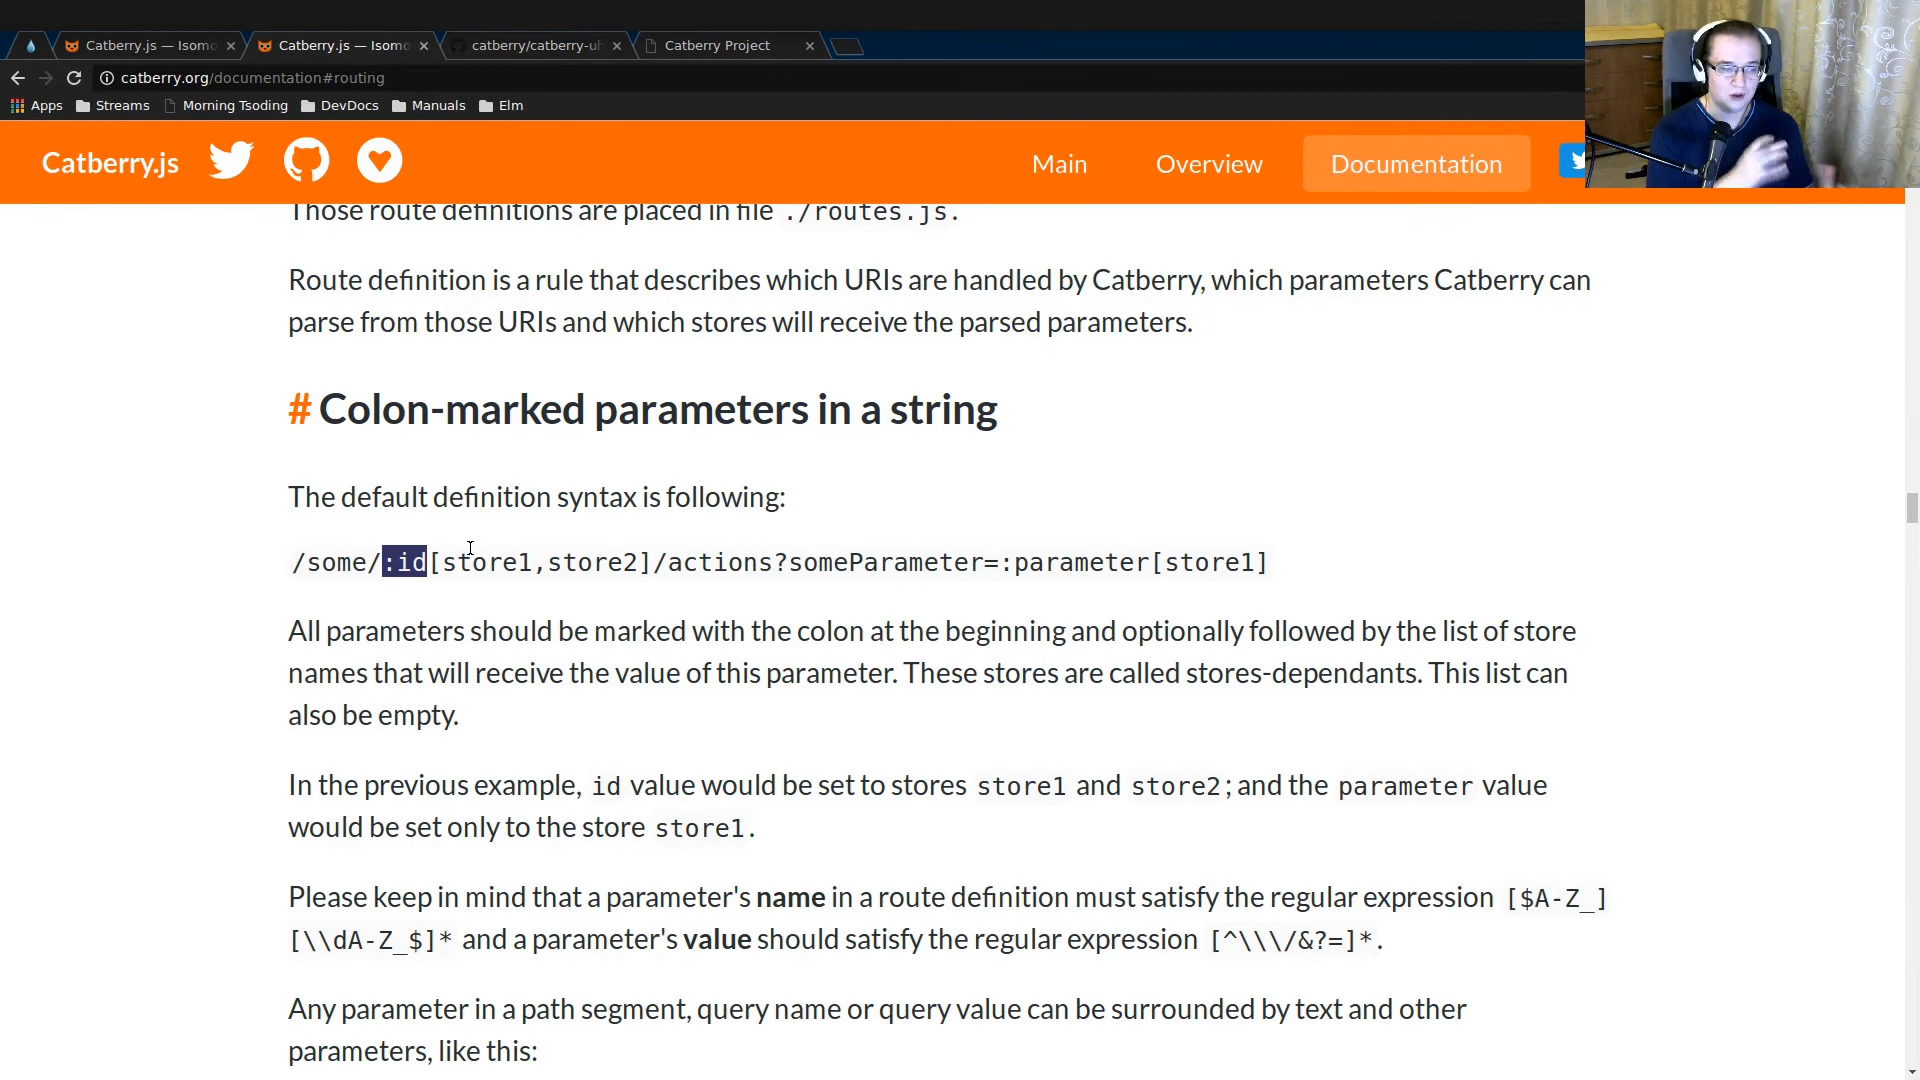 Catberry.js — Isomo
Catberry.js — Isomo
catberry/catberry-uh
Catberry Project
catberry.org/documentation#routing
Apps
Streams
Morning Tsoding
DevDocs
Manuals
Elm
Catberry.js
Main
Overview
Documentation
Those route definitions are placed in file ./routes.js.
Route definition is a rule that describes which URIs are handled by Catberry, which parameters Catberry can
parse from those URIs and which stores will receive the parsed parameters.
# Colon-marked parameters in a string
The default definition syntax is following:
/some/:id[store1,store2]/actions?someParameter=:parameter[store1]
All parameters should be marked with the colon at the beginning and optionally followed by the list of store
names that will receive the value of this parameter. These stores are called stores-dependants. This list can
also be empty.
In the previous example, id value would be set to stores store1 and store2; and the parameter value
would be set only to the store store1.
Please keep in mind that a parameter's name in a route definition must satisfy the regular expression [$A-Z_]
[\\dA-Z_$]* and a parameter's value should satisfy the regular expression [^\\\/&?=]*.
Any parameter in a path segment, query name or query value can be surrounded by text and other
parameters, like this: